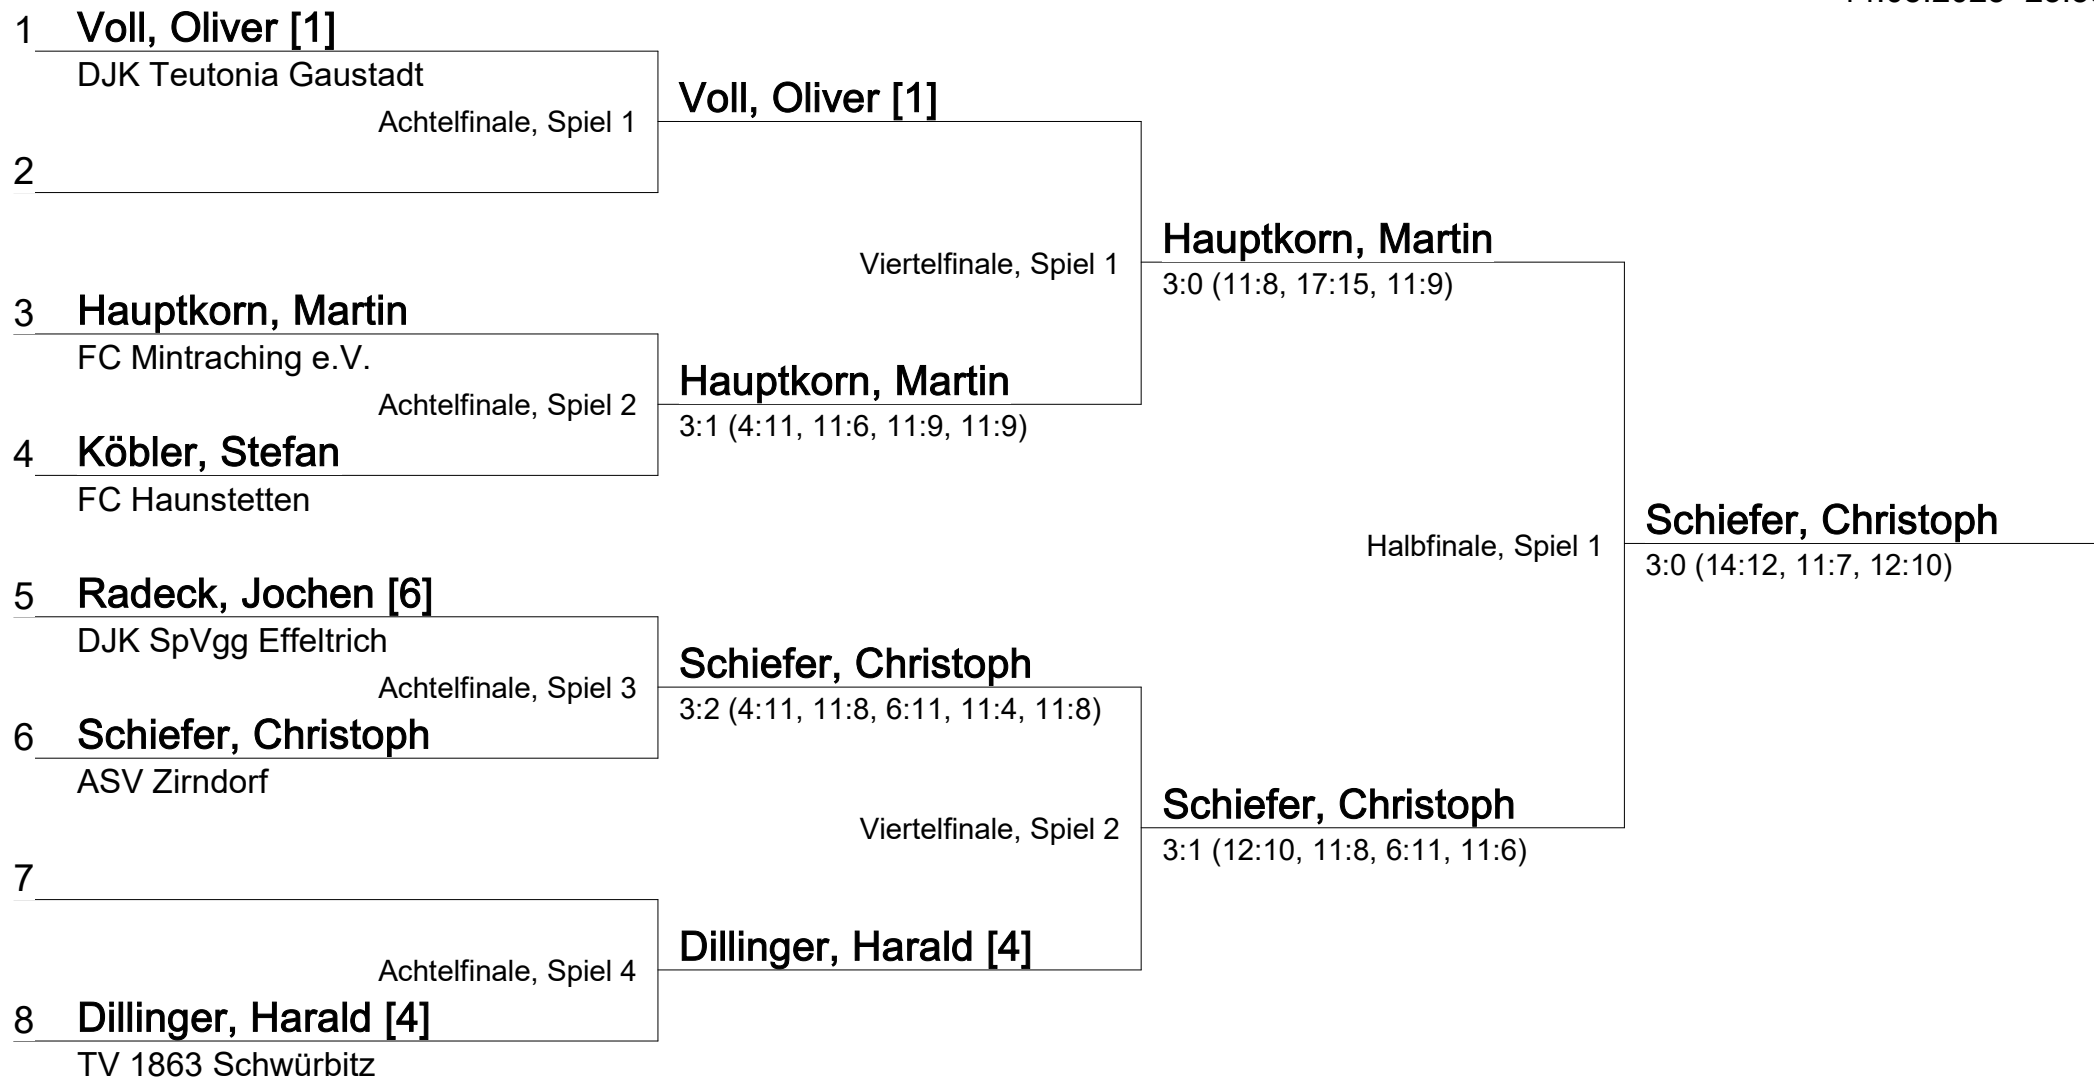 1 Voll, Oliver [1]
DJK Teutonia Gaustadt
Achtelfinale, Spiel 1
Voll, Oliver [1]
2
Viertelfinale, Spiel 1
Hauptkorn, Martin
3:0 (11:8, 17:15, 11:9)
3 Hauptkorn, Martin
FC Mintraching e.V.
Achtelfinale, Spiel 2
Hauptkorn, Martin
3:1 (4:11, 11:6, 11:9, 11:9)
4 Köbler, Stefan
FC Haunstetten
Halbfinale, Spiel 1
Schiefer, Christoph
3:0 (14:12, 11:7, 12:10)
5 Radeck, Jochen [6]
DJK SpVgg Effeltrich
Achtelfinale, Spiel 3
Schiefer, Christoph
3:2 (4:11, 11:8, 6:11, 11:4, 11:8)
6 Schiefer, Christoph
ASV Zirndorf
Viertelfinale, Spiel 2
Schiefer, Christoph
3:1 (12:10, 11:8, 6:11, 11:6)
7
Achtelfinale, Spiel 4
Dillinger, Harald [4]
8 Dillinger, Harald [4]
TV 1863 Schwürbitz